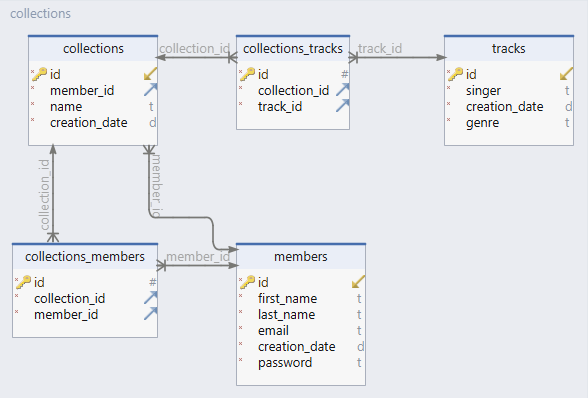 collections
collections
id
member_id
name t
creation_date d
collection_id
collections_tracks
id #
collection_id
track_id
track_id
tracks
id
singer t
creation_date d
genre t
collection_id
member_id
collections_members
id #
collection_id
member_id
member_id
members
id
first_name t
last_name t
email t
creation_date d
password t